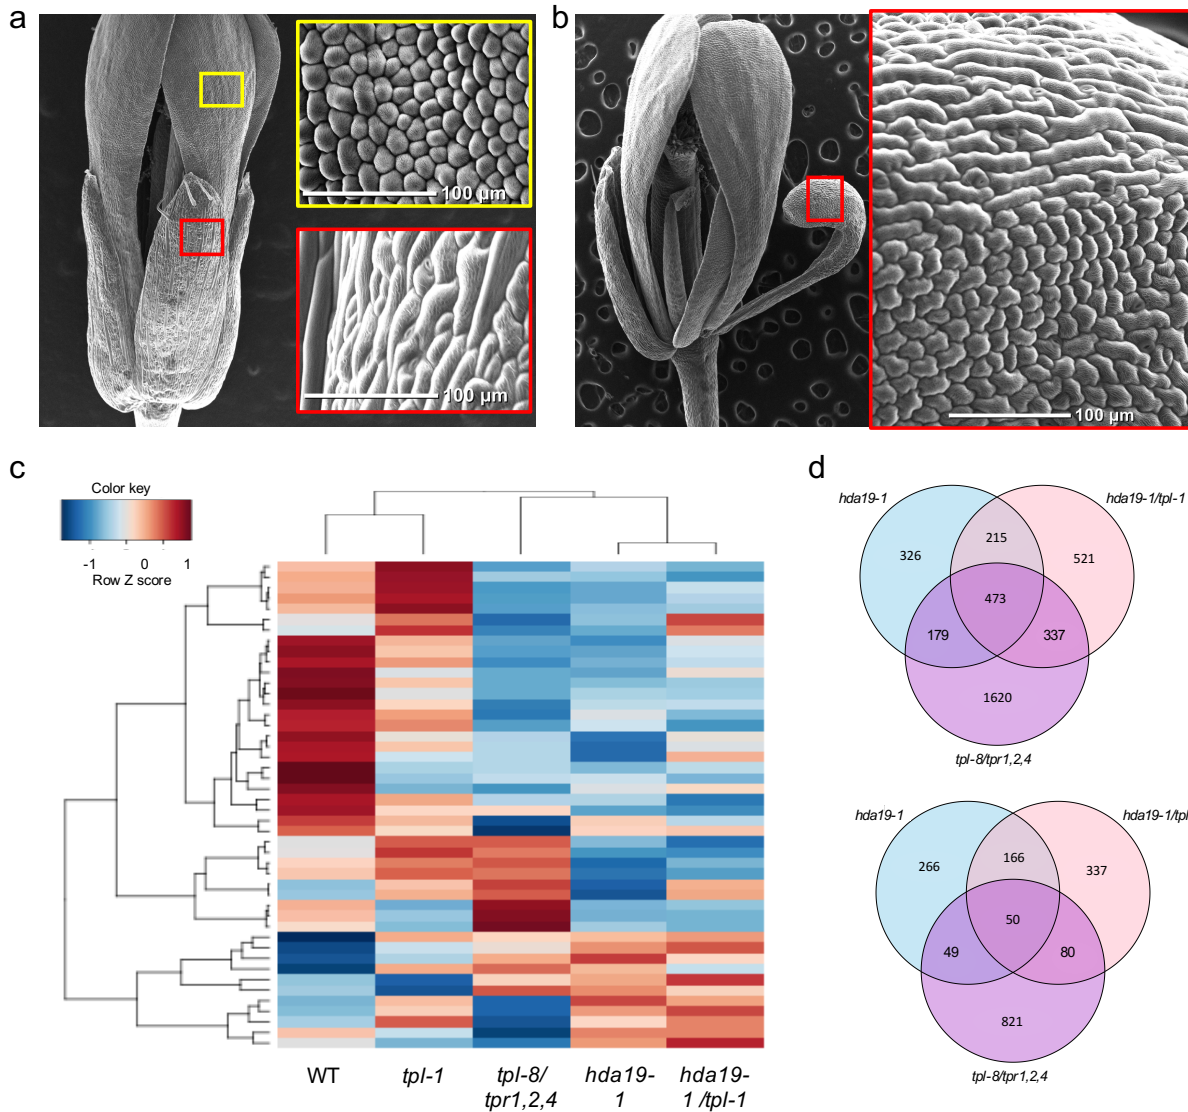 a
b
100 µm
100 µm
100 µm
c
d
Color key
-1 0 1
Row Z score
WT
tpl-1
tpl-8/
tpr1,2,4
hda19-
1
hda19-
1 /tpl-1
hda19-1
hda19-1/tpl-1
326
215
521
473
179
337
1620
tpl-8/tpr1,2,4
hda19-1
hda19-1/tpl
266
166
337
50
49
80
821
tpl-8/tpr1,2,4